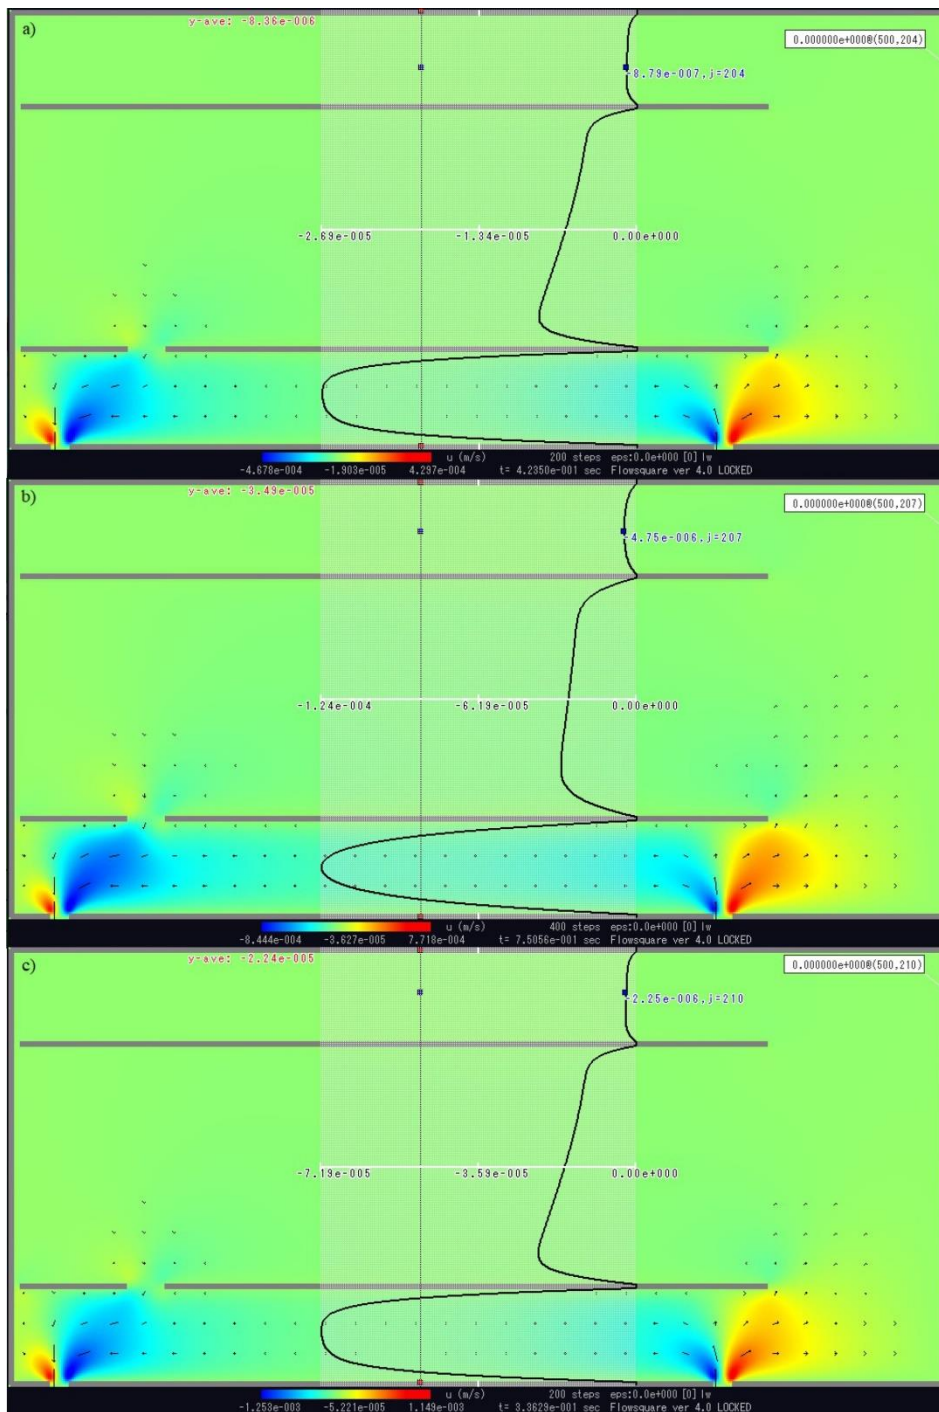 a)
y-ave: -8.36e-006
0.000000e+000@(500,204)
-8.79e-007,j=204
-2.69e-005 -1.34e-005 0.00e+000
u (m/s) 200 steps eps:0.0e+000 [0] lw
-4.678e-004 -1.903e-005 4.297e-004 t= 4.2350e-001 sec Flowsquare ver 4.0 LOCKED
b)
y-ave: -3.49e-005
0.000000e+000@(500,207)
-4.75e-006,j=207
-1.24e-004 -6.19e-005 0.00e+000
u (m/s) 400 steps eps:0.0e+000 [0] lw
-8.444e-004 -3.627e-005 7.718e-004 t= 7.5056e-001 sec Flowsquare ver 4.0 LOCKED
c)
y-ave: -2.24e-005
0.000000e+000@(500,210)
-2.25e-006,j=210
-7.19e-005 -3.59e-005 0.00e+000
u (m/s) 200 steps eps:0.0e+000 [0] lw
-1.253e-003 -5.221e-005 1.149e-003 t= 3.3629e-001 sec Flowsquare ver 4.0 LOCKED